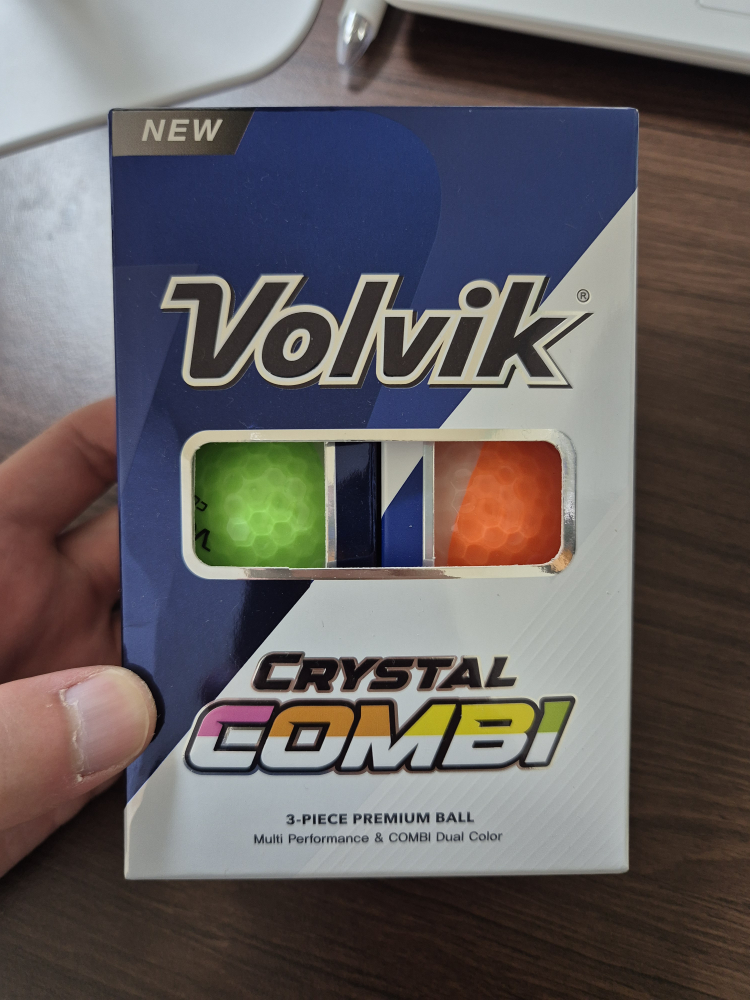 NEW
Volvik®
CRYSTAL
COMBI
3-PIECE PREMIUM BALL
Multi Performance & COMBI Dual Color